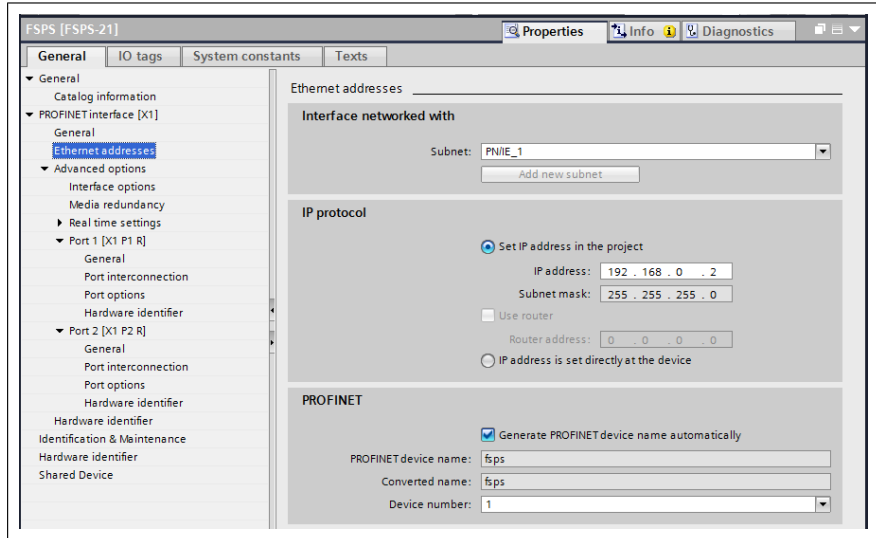 FSPS [FSPS-21]
Properties
Info
Diagnostics
General
IO tags
System constants
Texts
General
Catalog information
PROFINET interface [X1]
General
Ethernet addresses
Advanced options
Interface options
Media redundancy
Real time settings
Port 1 [X1 P1 R]
General
Port interconnection
Port options
Hardware identifier
Port 2 [X1 P2 R]
General
Port interconnection
Port options
Hardware identifier
Hardware identifier
Identification & Maintenance
Hardware identifier
Shared Device
Ethernet addresses
Interface networked with
Subnet: PN/IE_1
Add new subnet
IP protocol
Set IP address in the project
IP address: 192 . 168 . 0 . 2
Subnet mask: 255 . 255 . 255 . 0
Use router
Router address: 0 . 0 . 0 . 0
IP address is set directly at the device
PROFINET
Generate PROFINET device name automatically
PROFINET device name: fsps
Converted name: fsps
Device number: 1